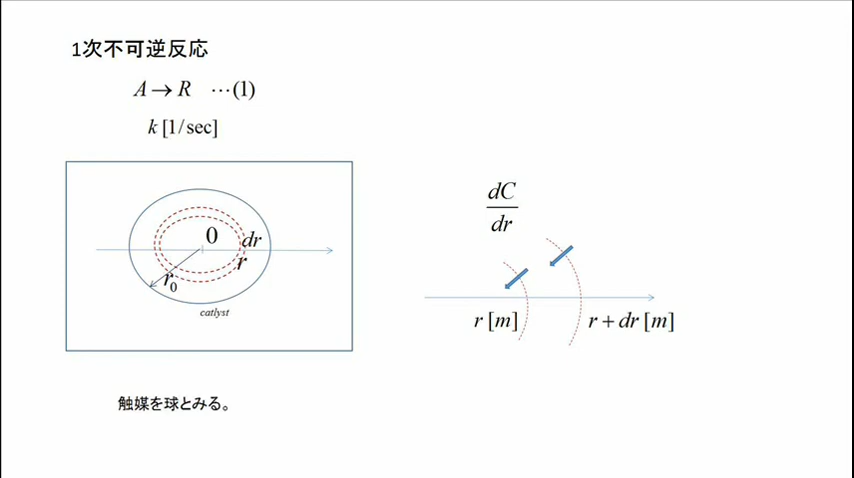 1次不可逆反応
A → R ⋯(1)
k [1/sec]
0
dr
r
r₀
catlyst
触媒を球とみる。
dC
dr
r [m]
r + dr [m]